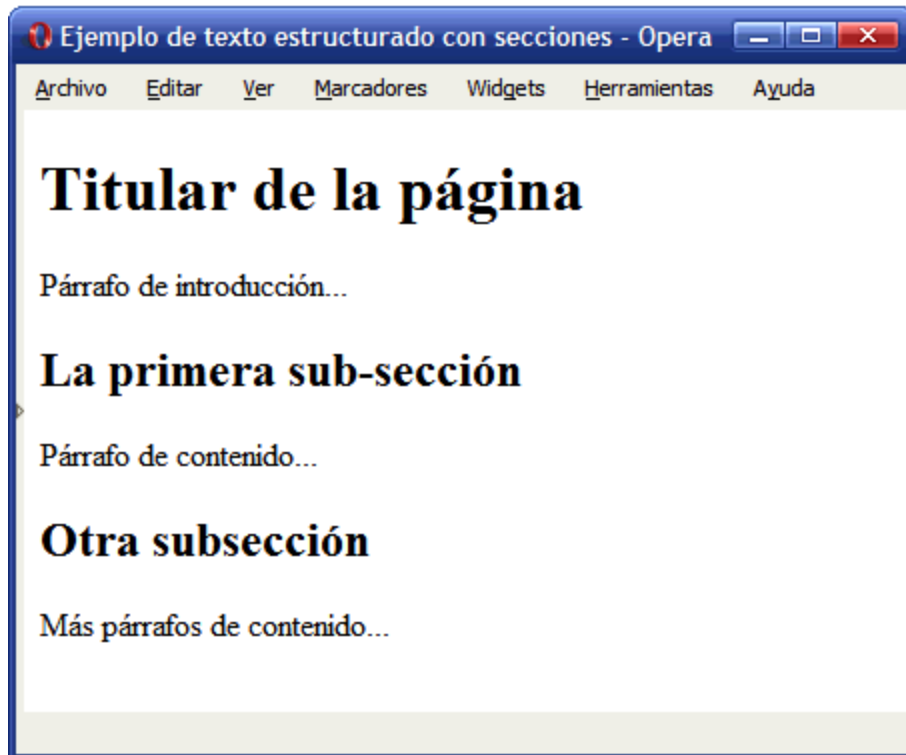 Ejemplo de texto estructurado con secciones - Opera
Archivo Editar Ver Marcadores Widgets Herramientas Ayuda
Titular de la página
Párrafo de introducción...
La primera sub-sección
Párrafo de contenido...
Otra subsección
Más párrafos de contenido...